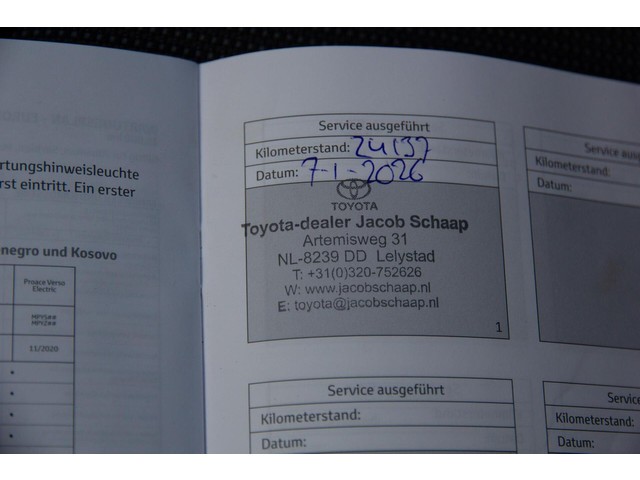 rtungshinweisleuchte
rst eintritt. Ein erster
negro und Kosovo
Proace Verso
Electric
MPY5##
MPYZ##
11/2020-
Service ausgeführt
Kilometerstand: 24137
Datum: 7-1-2026
TOYOTA
Toyota-dealer Jacob Schaap
Artemisweg 31
NL-8239 DD Lelystad
T: +31(0)320-752626
W: www.jacobschaap.nl
E: toyota@jacobschaap.nl
1
Service ausgefü
Kilometerstand:
Datum:
Service ausgeführt
Kilometerstand:
Datum:
Service
Kilometerstand:
Datum: